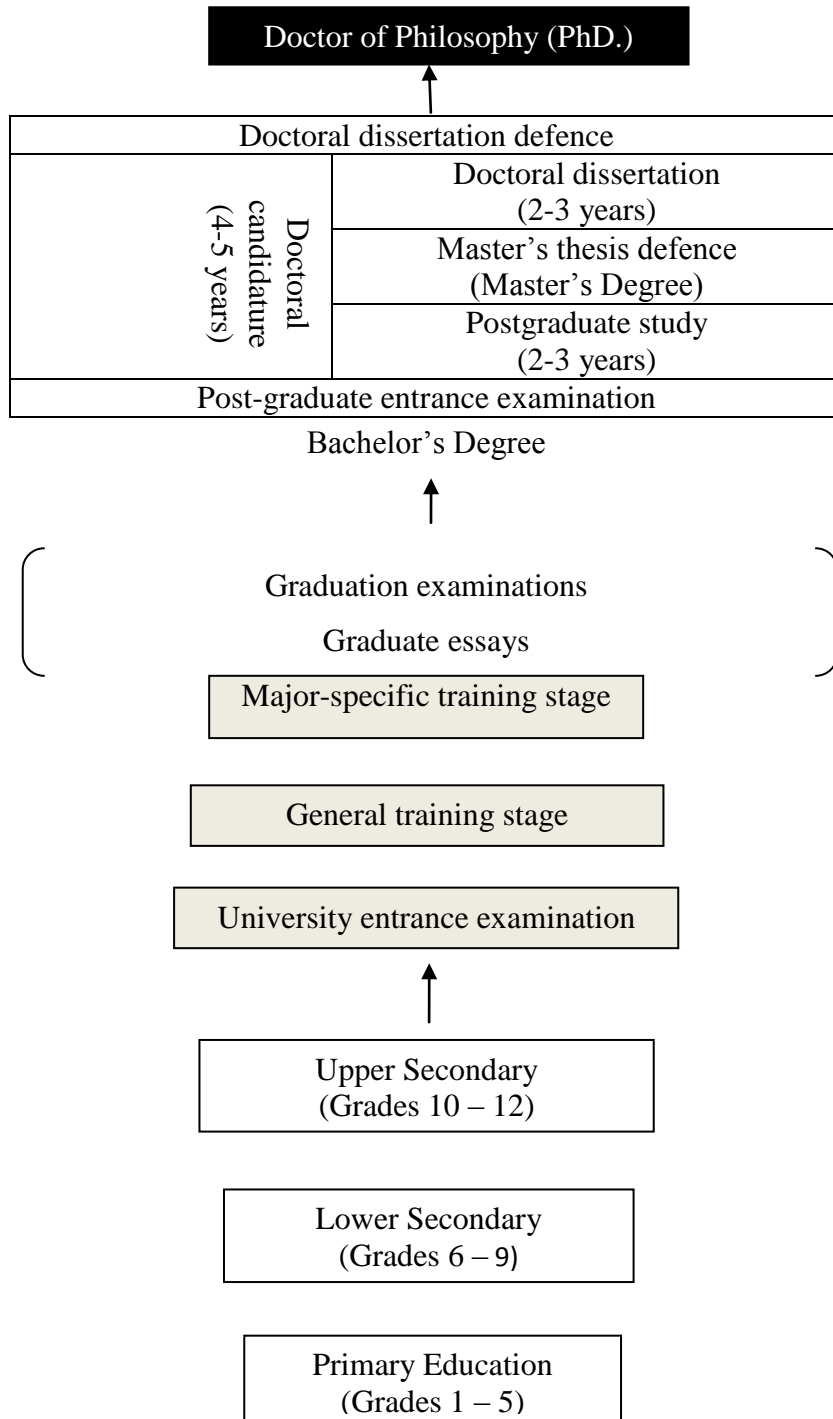 Doctor of Philosophy (PhD.)
Doctoral dissertation defence
Doctoral
candidature
(4-5 years)
Doctoral dissertation
(2-3 years)
Master’s thesis defence
(Master’s Degree)
Postgraduate study
(2-3 years)
Post-graduate entrance examination
Bachelor’s Degree
Graduation examinations
Graduate essays
Major-specific training stage
General training stage
University entrance examination
Upper Secondary
(Grades 10 – 12)
Lower Secondary
(Grades 6 – 9)
Primary Education
(Grades 1 – 5)